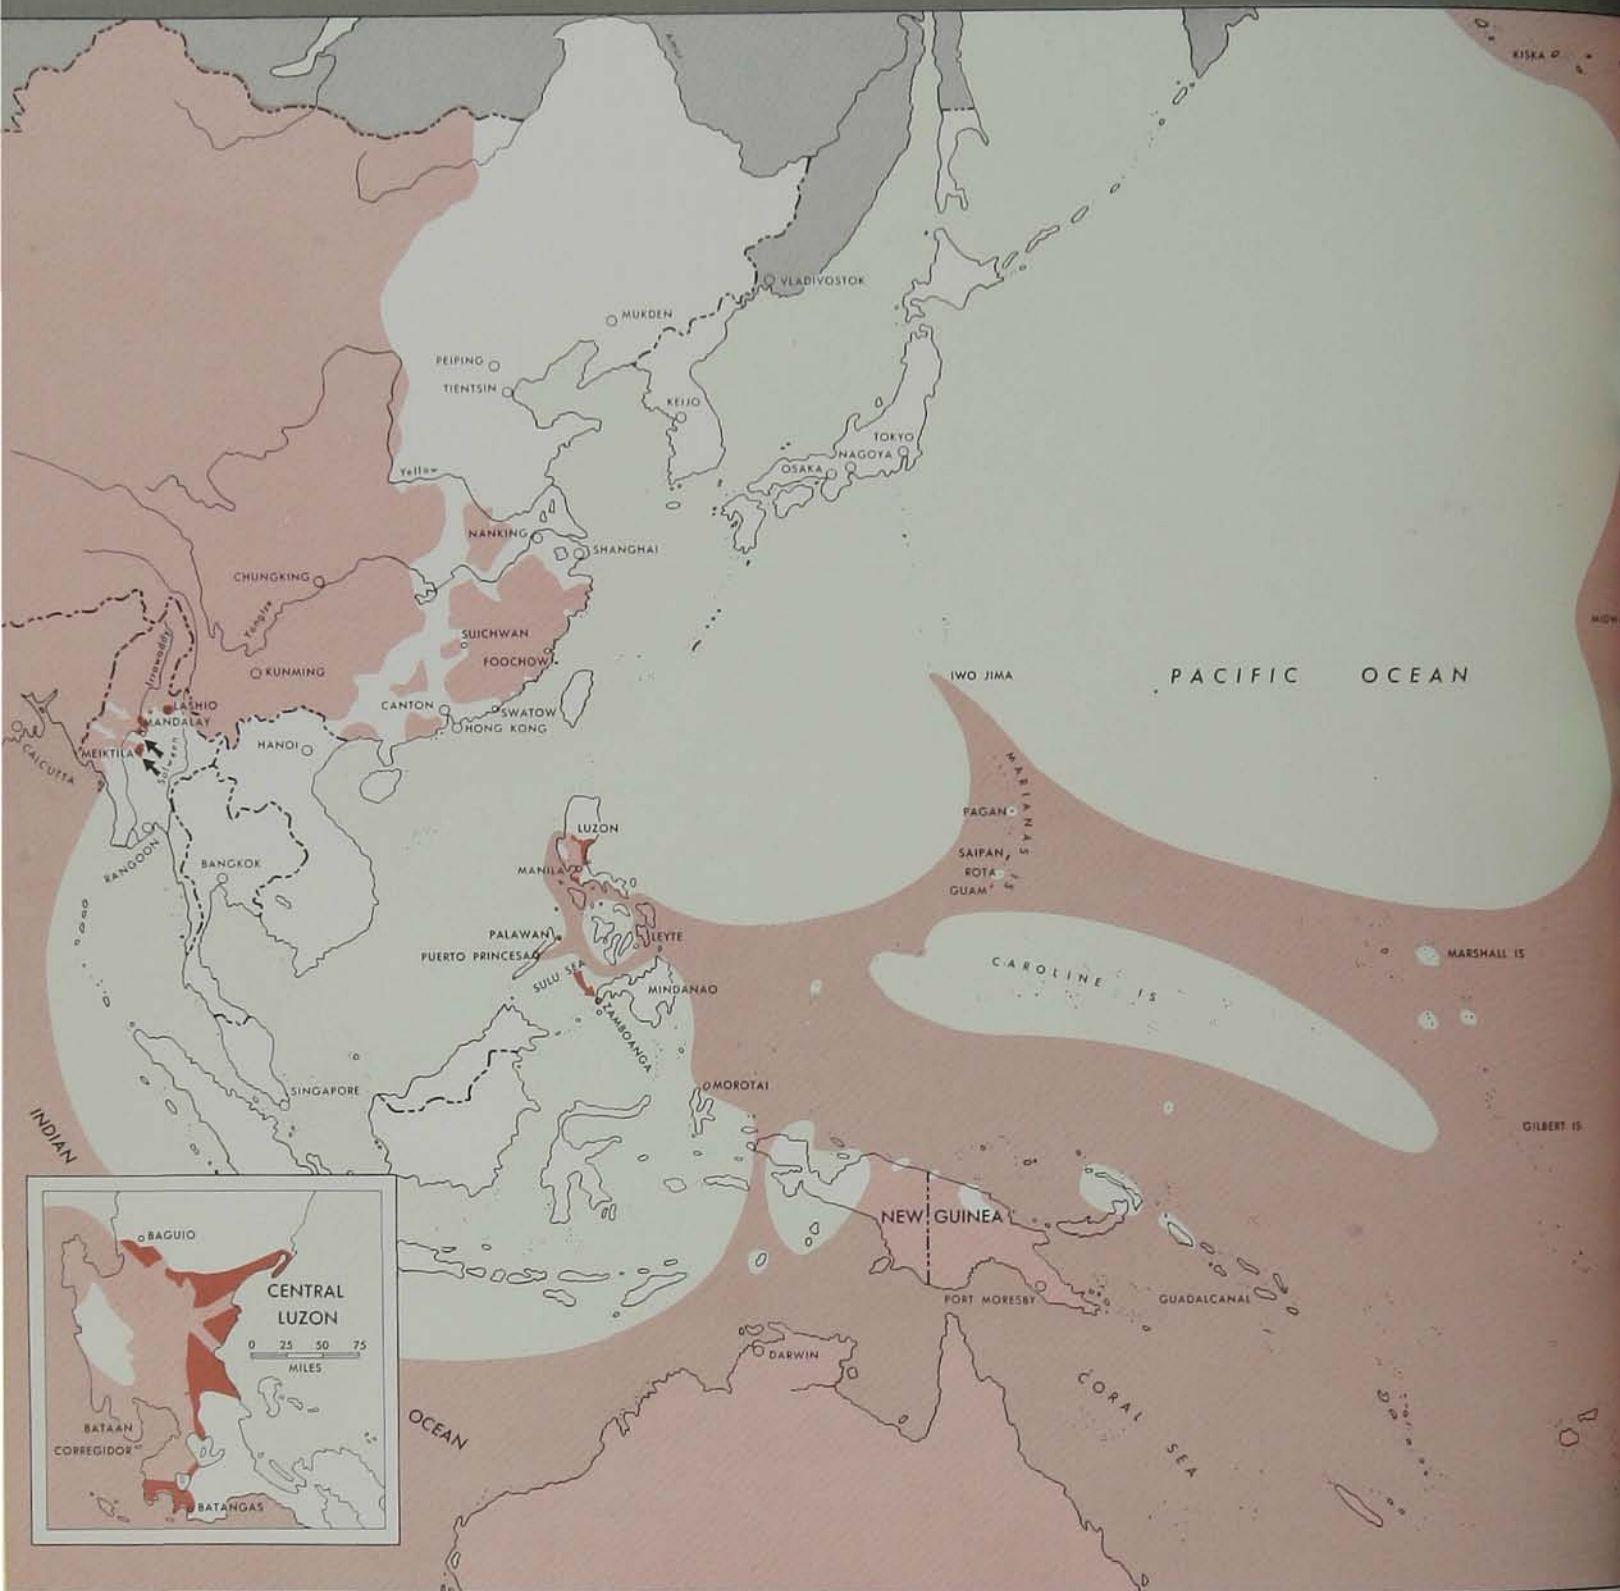 Amur
KISKA
VLADIVOSTOK
MUKDEN
PEIPING
TIENTSIN
KEIJO
TOKYO
NAGOYA
OSAKA
Yellow
NANKING
SHANGHAI
CHUNGKING
Yangtze
SUICHWAN
FOOCHOW
Irrawaddy
KUNMING
IWO JIMA
PACIFIC OCEAN
LASHIO
MANDALAY
CANTON
SWATOW
HONG KONG
HANOI
MEIKTILA
Salween
CALCUTTA
MARIANAS IS
PAGAN
LUZON
RANGOON
BANGKOK
MANILA
SAIPAN
ROTA
GUAM
PALAWAN
LEYTE
PUERTO PRINCESA
SULU SEA
MINDANAO
CAROLINE IS
MARSHALL IS
ZAMBOANGA
SINGAPORE
MOROTAI
INDIAN
GILBERT IS
NEW GUINEA
BAGUIO
CENTRAL
LUZON
0 25 50 75
MILES
PORT MORESBY
GUADALCANAL
DARWIN
BATAAN
CORREGIDOR
OCEAN
CORAL SEA
BATANGAS